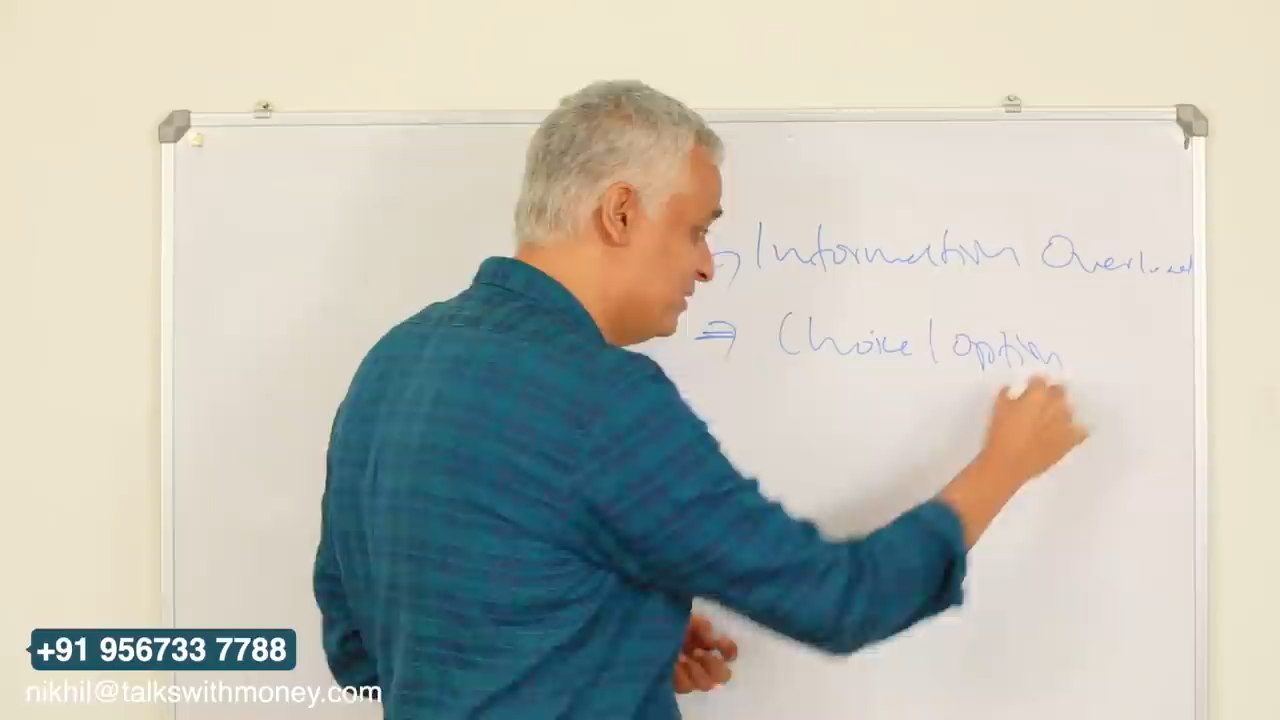 Information Overload
⇒ Choice / option
+91 956733 7788
nikhil@talkswithmoney.com